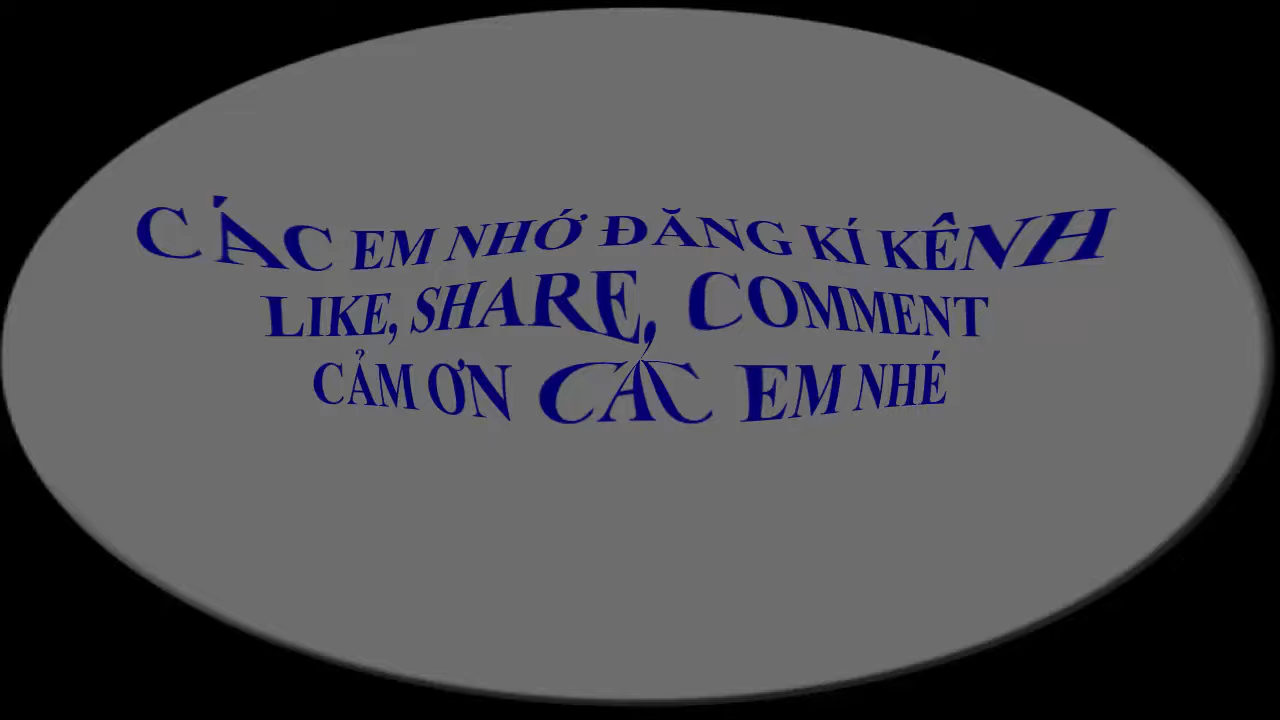 CÁC EM NHỚ ĐĂNG KÍ KÊNH
LIKE, SHARE, COMMENT
CẢM ƠN CÁC EM NHÉ